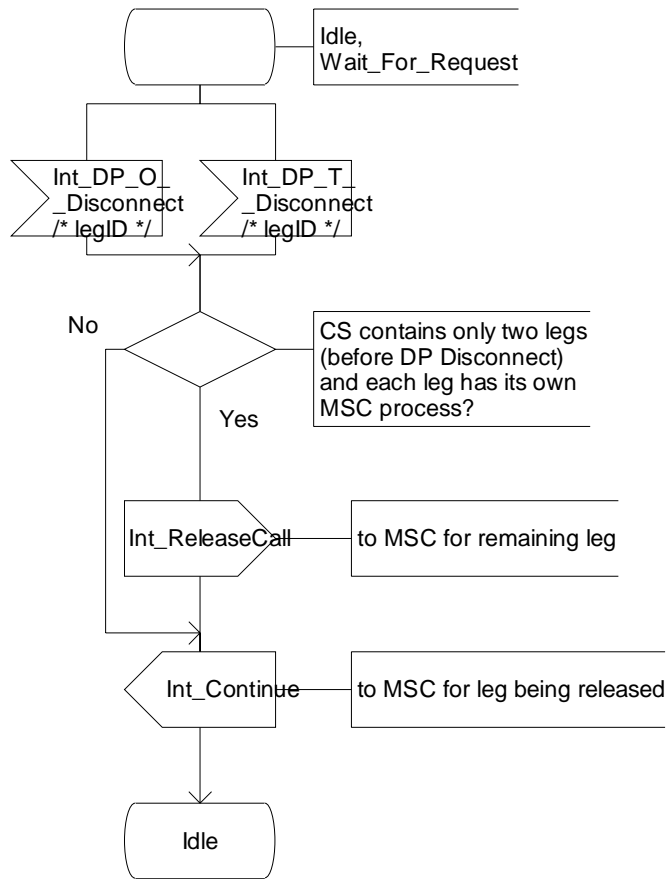 Idle,
Wait_For_Request
Int_DP_O_
_Disconnect
/* legID */
Int_DP_T_
_Disconnect
/* legID */
No
CS contains only two legs
(before DP Disconnect)
and each leg has its own
MSC process?
Yes
Int_ReleaseCall
to MSC for remaining leg
Int_Continue
to MSC for leg being released
Idle